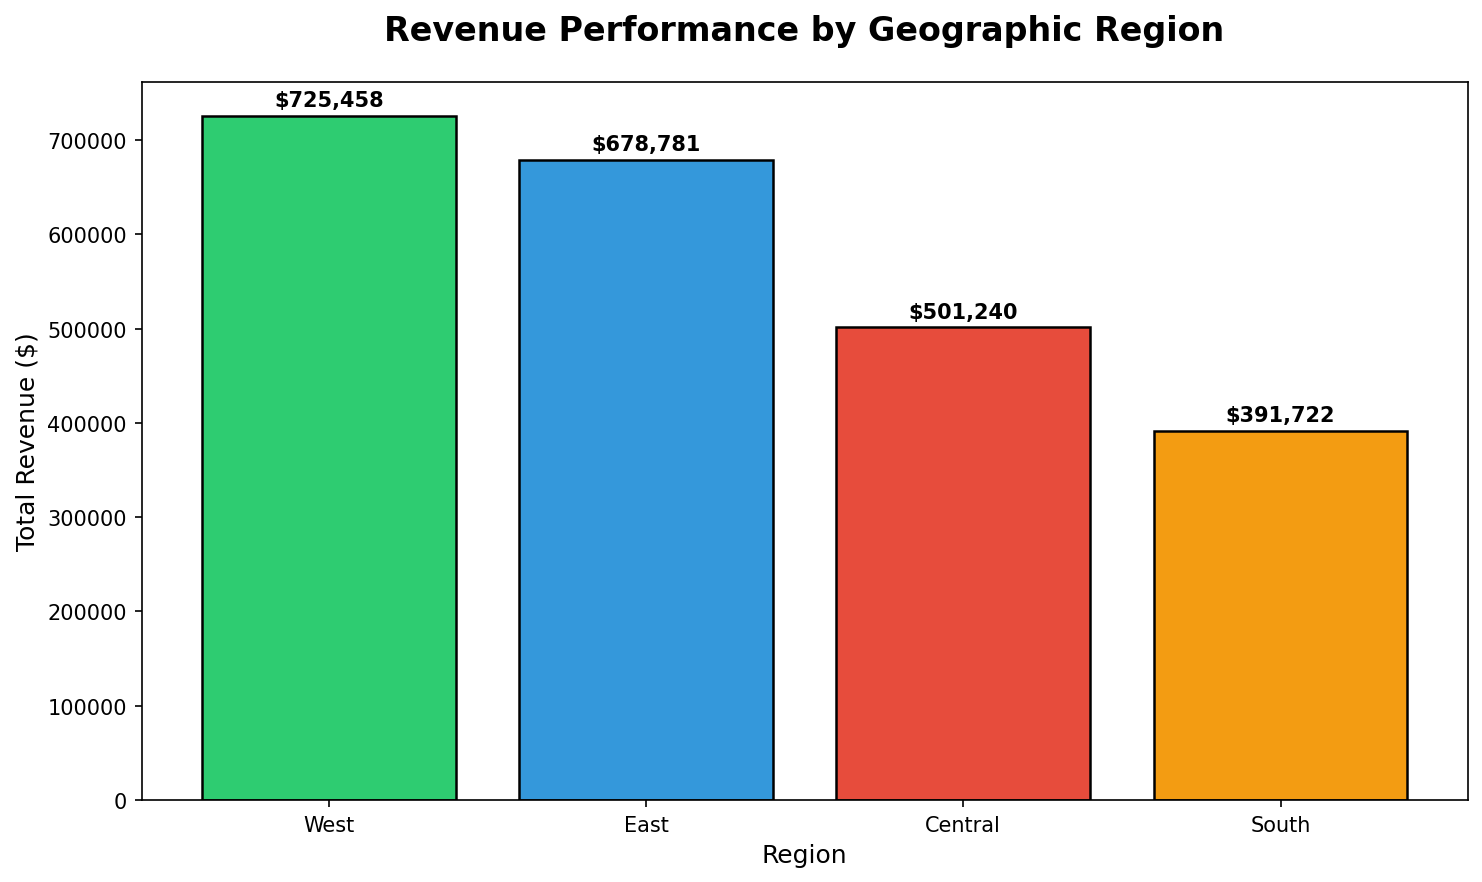 Revenue Performance by Geographic Region
Total Revenue ($)
700000
600000
500000
400000
300000
200000
100000
0
$725,458
$678,781
$501,240
$391,722
West
East
Central
South
Region